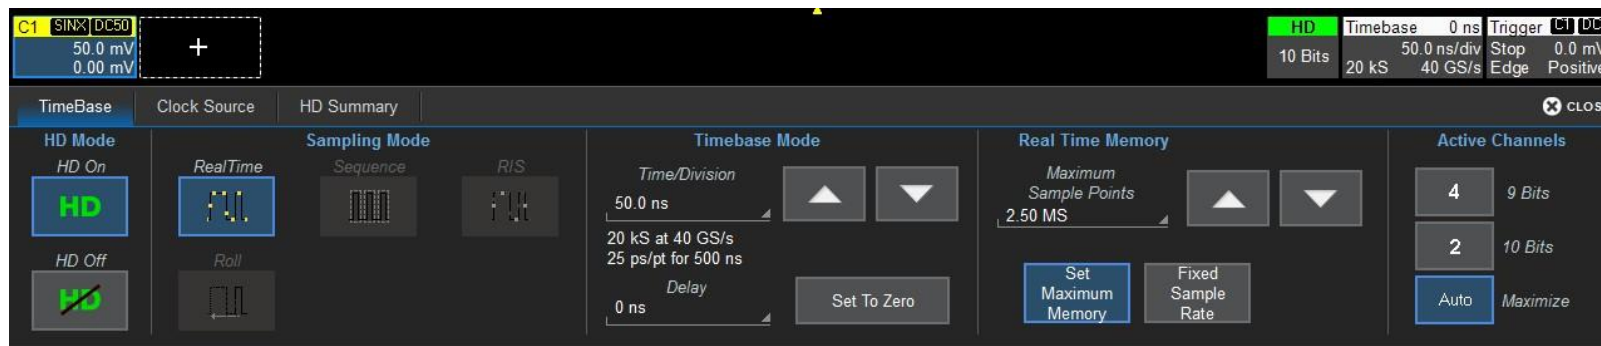 C1 SINX DC50
50.0 mV
0.00 mV
+
HD
10 Bits
Timebase 0 ns
50.0 ns/div
20 kS 40 GS/s
Trigger C1 DC
Stop 0.0 mV
Edge Positive
TimeBase Clock Source HD Summary
CLOS
HD Mode
HD On
HD
HD Off
HD
Sampling Mode
RealTime Sequence RIS
Roll
Timebase Mode
Time/Division
50.0 ns
20 kS at 40 GS/s
25 ps/pt for 500 ns
Delay
0 ns
Set To Zero
Real Time Memory
Maximum
Sample Points
2.50 MS
Set
Maximum
Memory
Fixed
Sample
Rate
Active Channels
4 9 Bits
2 10 Bits
Auto Maximize